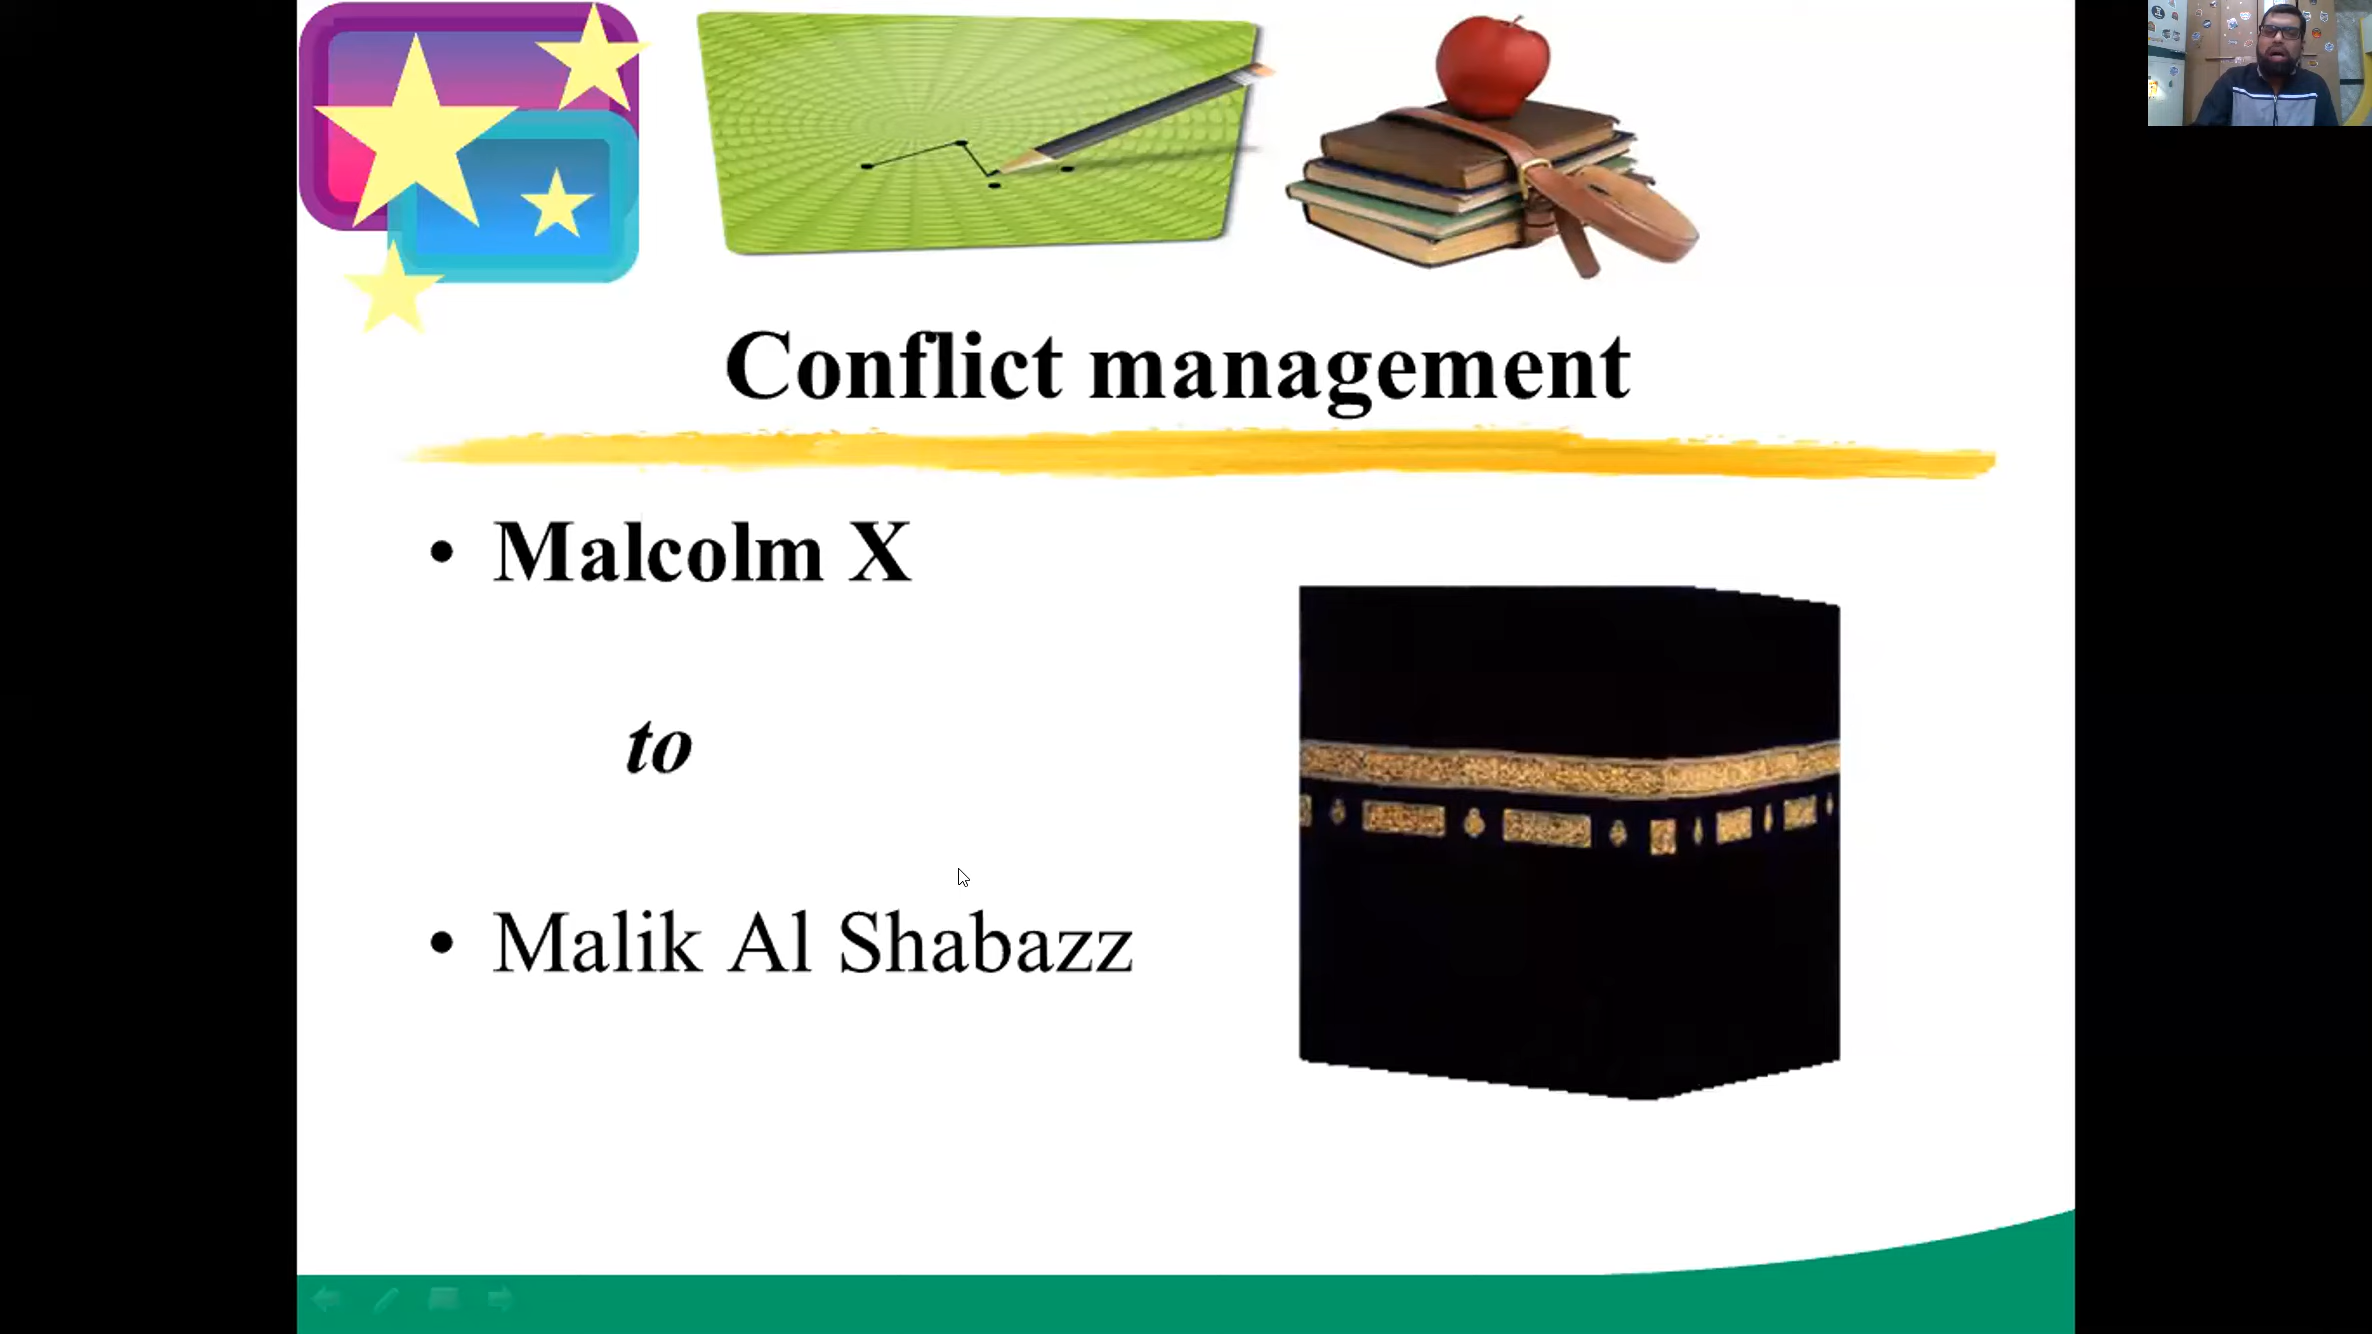 Conflict management
• Malcolm X
to
• Malik Al Shabazz